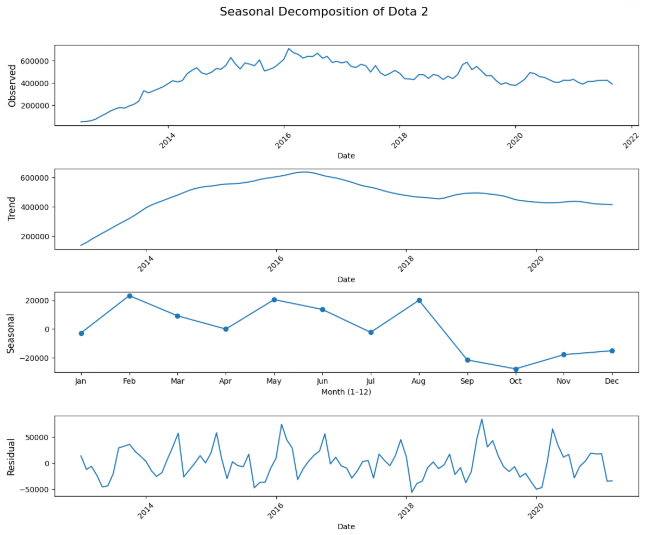 Seasonal Decomposition of Dota 2
Observed
600000
400000
200000
2014
2016
2018
2020
2022
Date
Trend
600000
400000
200000
2014
2016
2018
2020
Date
Seasonal
20000
0
−20000
Jan Feb Mar Apr May Jun Jul Aug Sep Oct Nov Dec
Month (1–12)
Residual
50000
0
−50000
2014
2016
2018
2020
Date